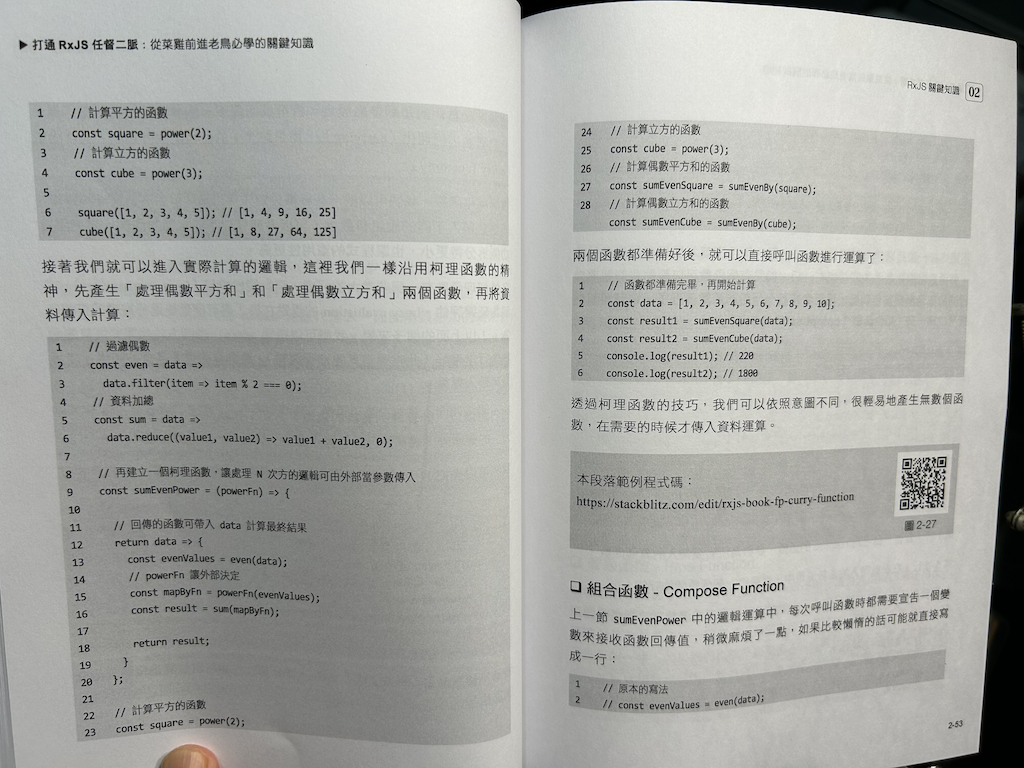 ▶ 打通 RxJS 任督二脈：從菜雞前進老鳥必學的關鍵知識
1 // 計算平方的函數
2 const square = power(2);
3 // 計算立方的函數
4 const cube = power(3);
5
6 square([1, 2, 3, 4, 5]); // [1, 4, 9, 16, 25]
7 cube([1, 2, 3, 4, 5]); // [1, 8, 27, 64, 125]
接著我們就可以進入實際計算的邏輯，這裡我們一樣沿用柯理函數的精
神，先產生「處理偶數平方和」和「處理偶數立方和」兩個函數，再將資
料傳入計算：
1 // 過濾偶數
2 const even = data =>
3 data.filter(item => item % 2 === 0);
4 // 資料加總
5 const sum = data =>
6 data.reduce((value1, value2) => value1 + value2, 0);
7
8 // 再建立一個柯理函數，讓處理 N 次方的邏輯可由外部當參數傳入
9 const sumEvenPower = (powerFn) => {
10
11 // 回傳的函數可帶入 data 計算最終結果
12 return data => {
13 const evenValues = even(data);
14 // powerFn 讓外部決定
15 const mapByFn = powerFn(evenValues);
16 const result = sum(mapByFn);
17
18 return result;
19 }
20 };
21
22 // 計算平方的函數
23 const square = power(2);
RxJS 關鍵知識 02
24 // 計算立方的函數
25 const cube = power(3);
26 // 計算偶數平方和的函數
27 const sumEvenSquare = sumEvenBy(square);
28 // 計算偶數立方和的函數
const sumEvenCube = sumEvenBy(cube);
兩個函數都準備好後，就可以直接呼叫函數進行運算了：
1 // 函數都準備完畢，再開始計算
2 const data = [1, 2, 3, 4, 5, 6, 7, 8, 9, 10];
3 const result1 = sumEvenSquare(data);
4 const result2 = sumEvenCube(data);
5 console.log(result1); // 220
6 console.log(result2); // 1800
透過柯理函數的技巧，我們可以依照意圖不同，很輕易地產生無數個函
數，在需要的時候才傳入資料運算。
本段落範例程式碼：
https://stackblitz.com/edit/rxjs-book-fp-curry-function
圖 2-27
❑ 組合函數 - Compose Function
上一節 sumEvenPower 中的邏輯運算中，每次呼叫函數時都需要宣告一個變
數來接收函數回傳值，稍微麻煩了一點，如果比較懶惰的話可能就直接寫
成一行：
1 // 原本的寫法
2 // const evenValues = even(data);
2-53